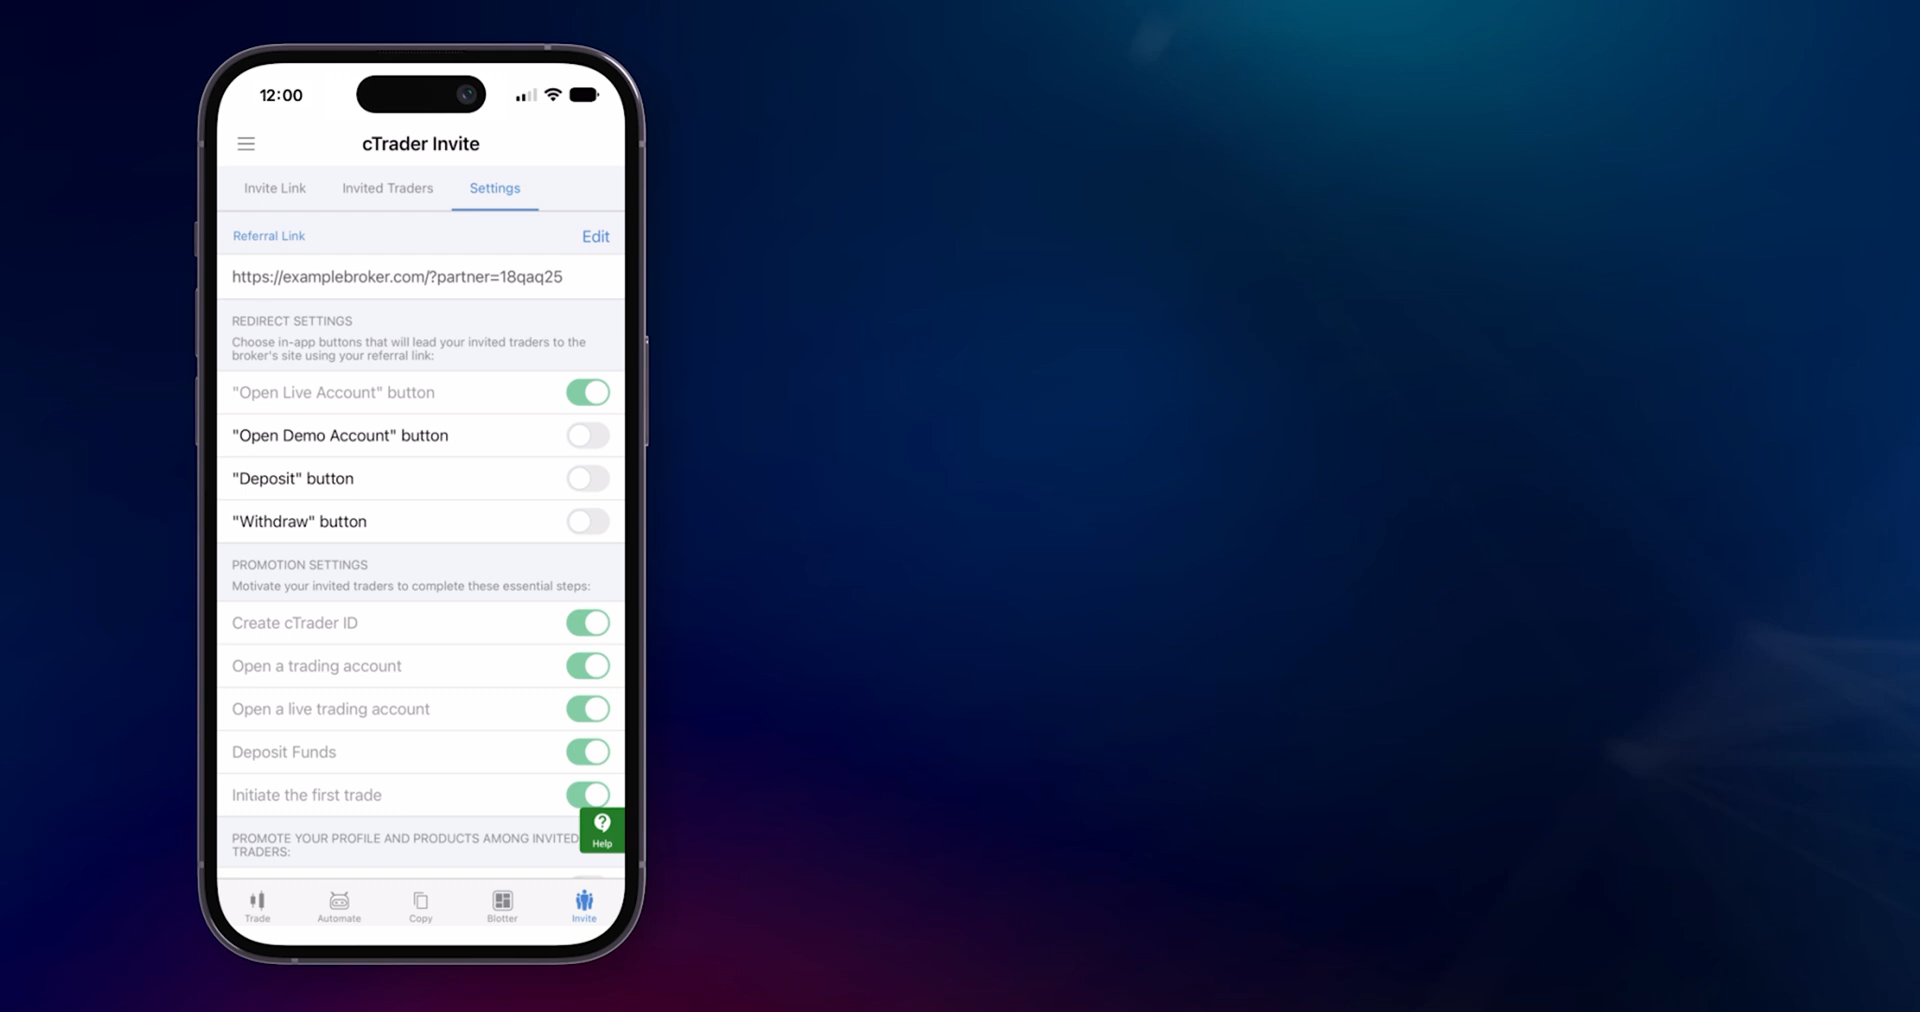 12:00
cTrader Invite
Invite Link
Invited Traders
Settings
Referral Link
Edit
https://examplebroker.com/?partner=18qaq25
REDIRECT SETTINGS
Choose in-app buttons that will lead your invited traders to the
broker's site using your referral link:
"Open Live Account" button
"Open Demo Account" button
"Deposit" button
"Withdraw" button
PROMOTION SETTINGS
Motivate your invited traders to complete these essential steps:
Create cTrader ID
Open a trading account
Open a live trading account
Deposit Funds
Initiate the first trade
PROMOTE YOUR PROFILE AND PRODUCTS AMONG INVITED
TRADERS:
Help
Trade
Automate
Copy
Blotter
Invite